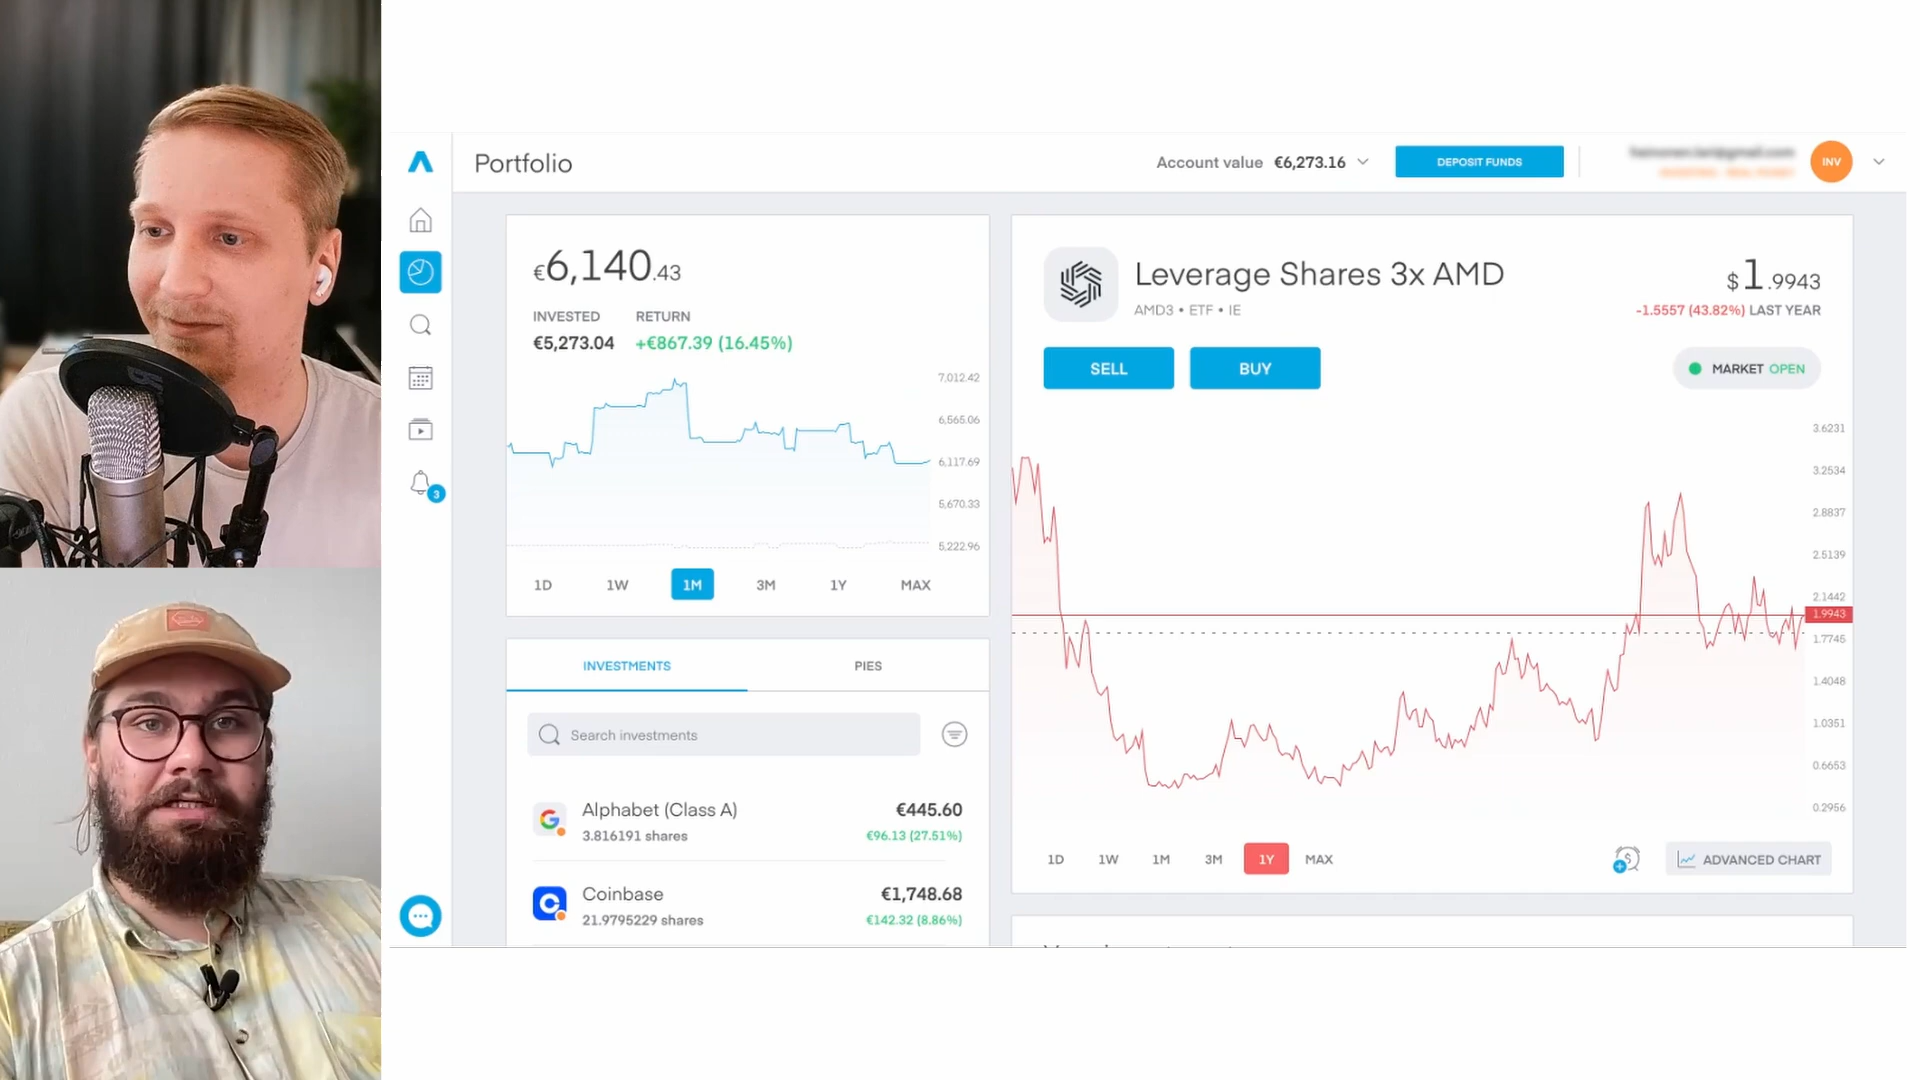 Portfolio
Account value €6,273.16
DEPOSIT FUNDS
INV
€6,140.43
INVESTED RETURN
€5,273.04 +€867.39 (16.45%)
7,012.42
6,565.06
6,117.69
5,670.33
5,222.96
1D 1W 1M 3M 1Y MAX
3
INVESTMENTS PIES
Search investments
Alphabet (Class A) €445.60
3.816191 shares €96.13 (27.51%)
Coinbase €1,748.68
21.9795229 shares €142.32 (8.86%)
Leverage Shares 3x AMD
AMD3 • ETF • IE
$1.9943
-1.5557 (43.82%) LAST YEAR
SELL BUY
MARKET OPEN
3.6231
3.2534
2.8837
2.5139
2.1442
1.9943
1.7745
1.4048
1.0351
0.6653
0.2956
1D 1W 1M 3M 1Y MAX
ADVANCED CHART